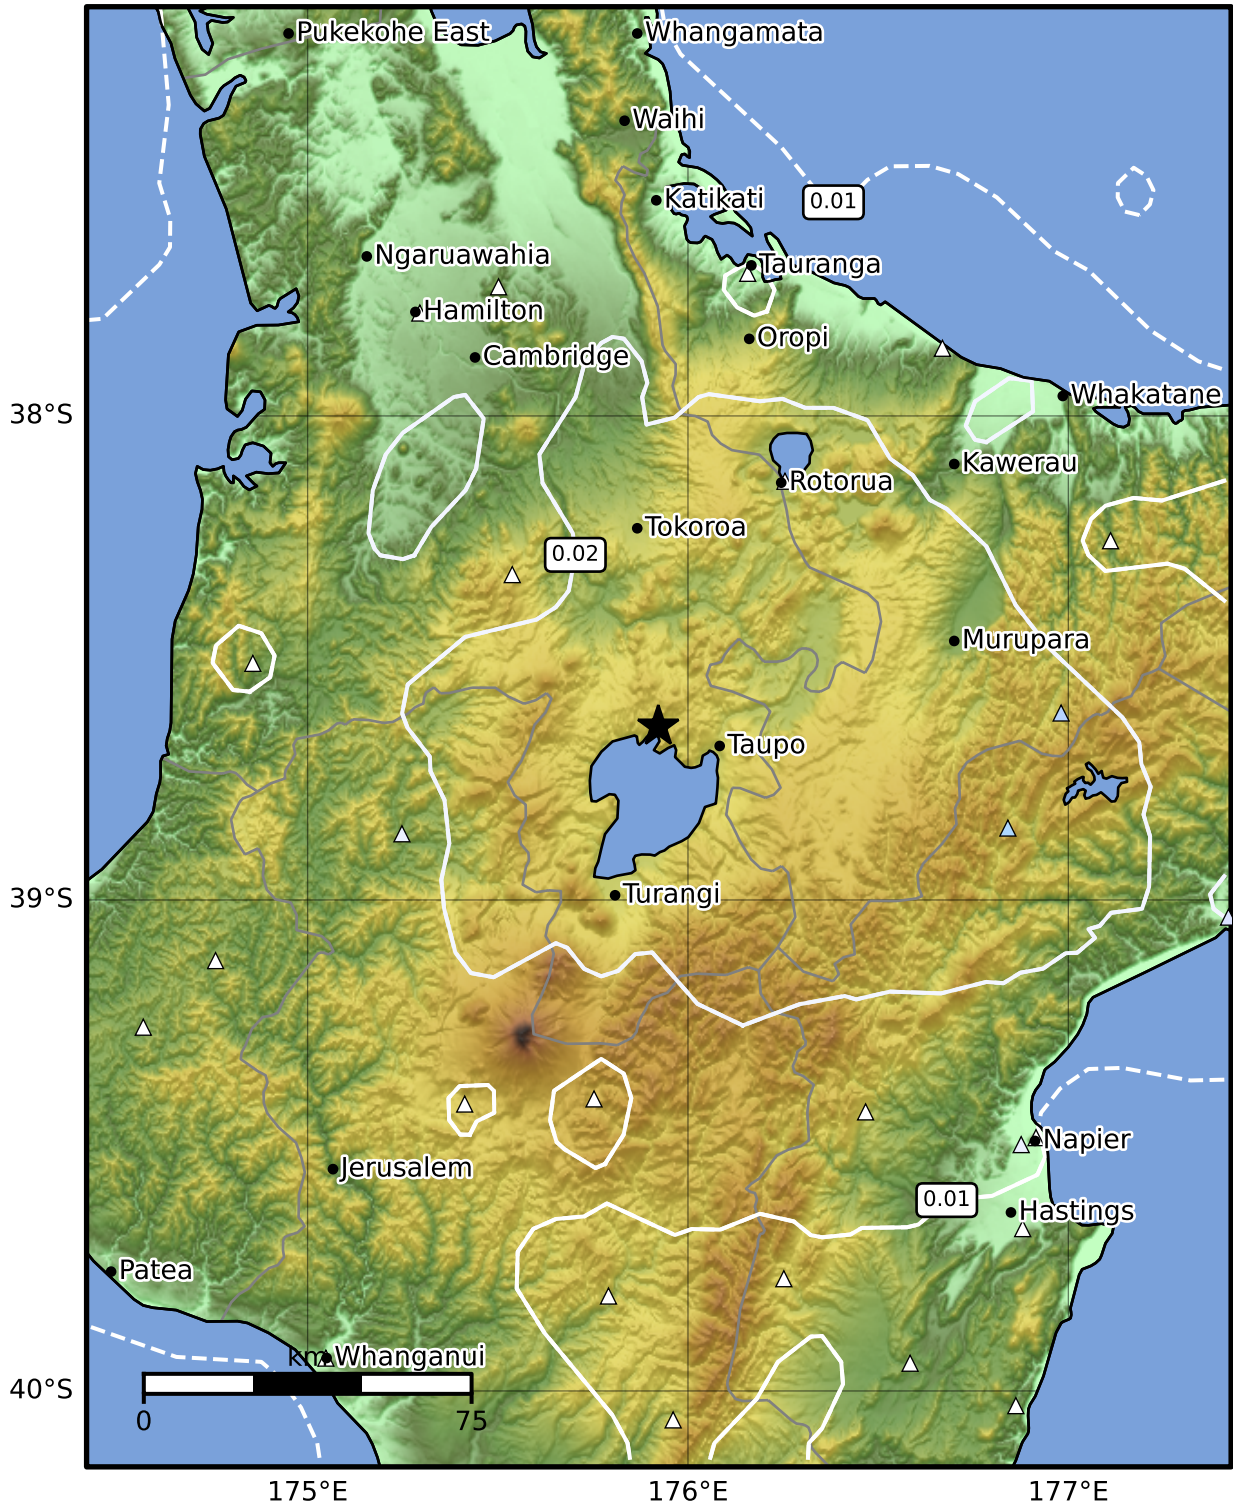 Pukekohe East
Whangamata
Waihi
Katikati
0.01
Ngaruawahia
Tauranga
Hamilton
Oropi
Cambridge
Whakatane
38°S
Kawerau
Rotorua
Tokoroa
0.02
Murupara
Taupo
Turangi
39°S
Napier
Jerusalem
0.01
Hastings
Patea
km
Whanganui
40°S
0
75
175°E
176°E
177°E